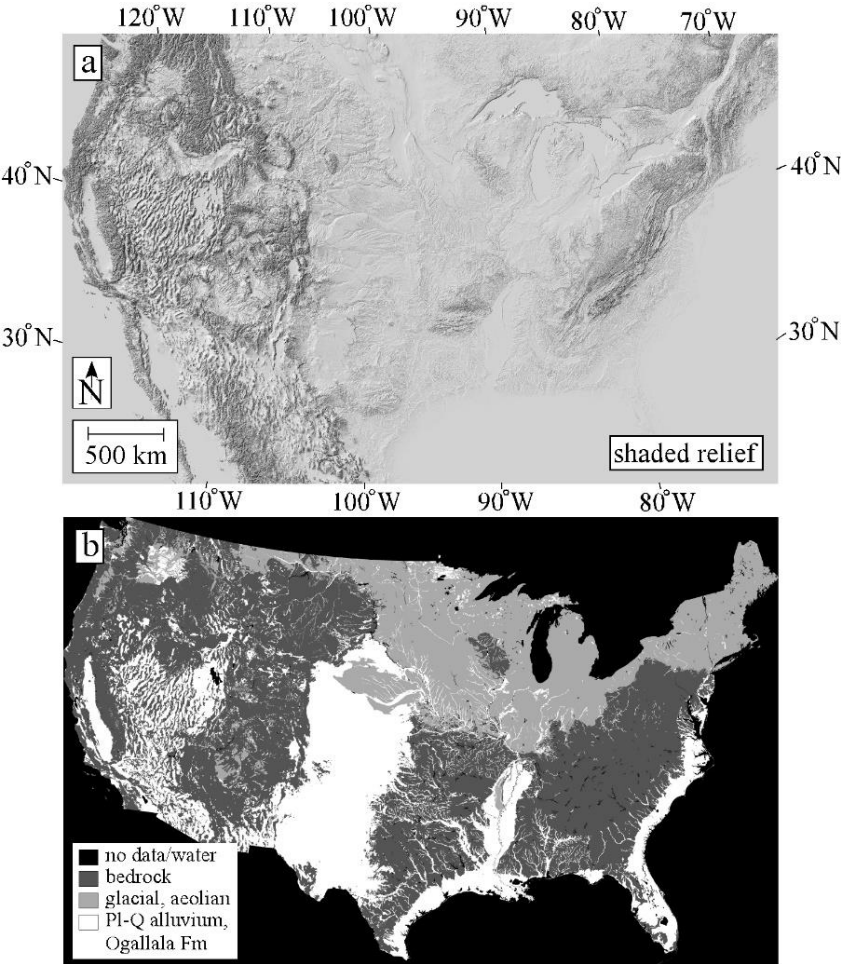 120°W 110°W 100°W 90°W 80°W 70°W
a
40°N 40°N
30°N 30°N
N
500 km
shaded relief
110°W 100°W 90°W 80°W
b
no data/water
bedrock
glacial, aeolian
Pl-Q alluvium,
Ogallala Fm